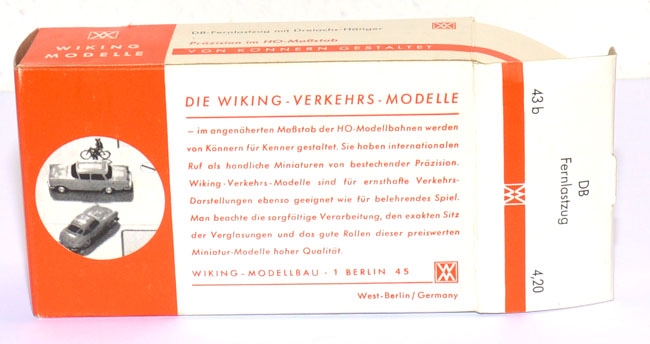 WIKING
MODELLE
DB-Fernlastzug mit Dreiachs-Hänger
Präzision im HO-Maßstab
VON KÖNNERN GESTALTET
DIE WIKING-VERKEHRS-MODELLE
– im angenäherten Maßstab der HO-Modellbahnen werden
von Könnern für Kenner gestaltet. Sie haben internationalen
Ruf als handliche Miniaturen von bestechender Präzision.
Wiking-Verkehrs-Modelle sind für ernsthafte Verkehrs-
Darstellungen ebenso geeignet wie für belehrendes Spiel.
Man beachte die sorgfältige Verarbeitung, den exakten Sitz
der Verglasungen und das gute Rollen dieser preiswerten
Miniatur-Modelle hoher Qualität.
WIKING-MODELLBAU · 1 BERLIN 45
West-Berlin/Germany
43 b
DB
Fernlastzug
4,20